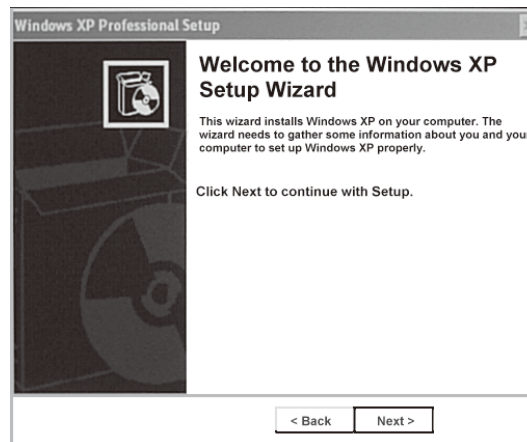 Windows XP Professional Setup
Welcome to the Windows XP
Setup Wizard
This wizard installs Windows XP on your computer. The
wizard needs to gather some information about you and your
computer to set up Windows XP properly.
Click Next to continue with Setup.
< Back
Next >